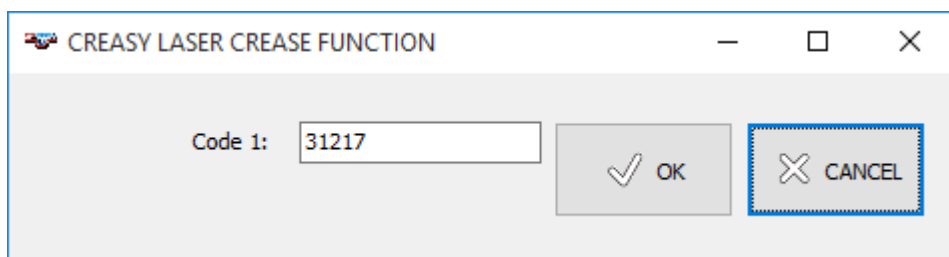 CREASY LASER CREASE FUNCTION
Code 1: 31217
OK
CANCEL